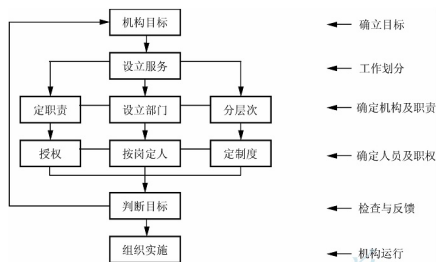 机构目标 确立目标
设立服务 工作划分
定职责 设立部门 分层次 确定机构及职责
授权 按岗定人 定制度 确定人员及职权
判断目标 检查与反馈
组织实施 机构运行